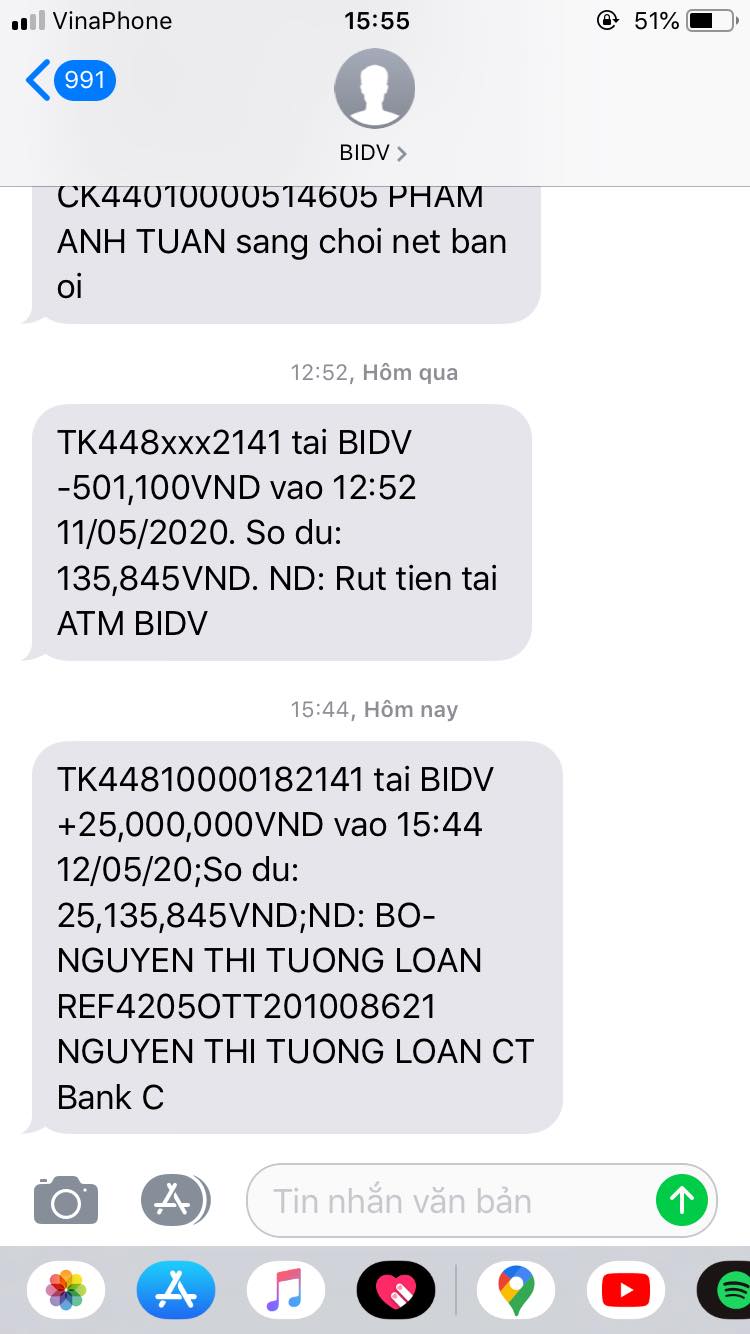 VinaPhone 15:55 51%
991
BIDV
CK44010000514605 PHAM
ANH TUAN sang choi net ban
oi
12:52, Hôm qua
TK448xxx2141 tai BIDV
-501,100VND vao 12:52
11/05/2020. So du:
135,845VND. ND: Rut tien tai
ATM BIDV
15:44, Hôm nay
TK44810000182141 tai BIDV
+25,000,000VND vao 15:44
12/05/20;So du:
25,135,845VND;ND: BO-
NGUYEN THI TUONG LOAN
REF4205OTT201008621
NGUYEN THI TUONG LOAN CT
Bank C
Tin nhắn văn bản